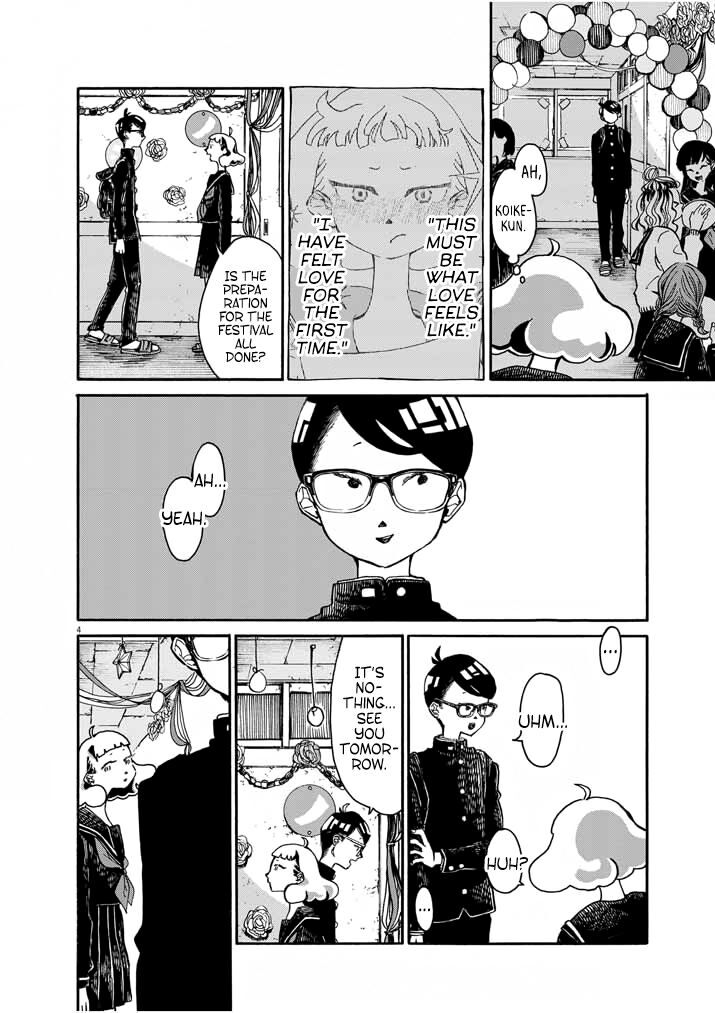 AH,
KOIKE-
KUN.
"THIS
MUST
BE
WHAT
LOVE
FEELS
LIKE."
"I
HAVE
FELT
LOVE
FOR
THE
FIRST
TIME."
IS THE
PREPA-
RATION
FOR THE
FESTIVAL
ALL
DONE?
AH...
YEAH.
4
...
UHM...
HUH?
...
IT'S
NO-
THING...
SEE
YOU
TOMOR-
ROW.